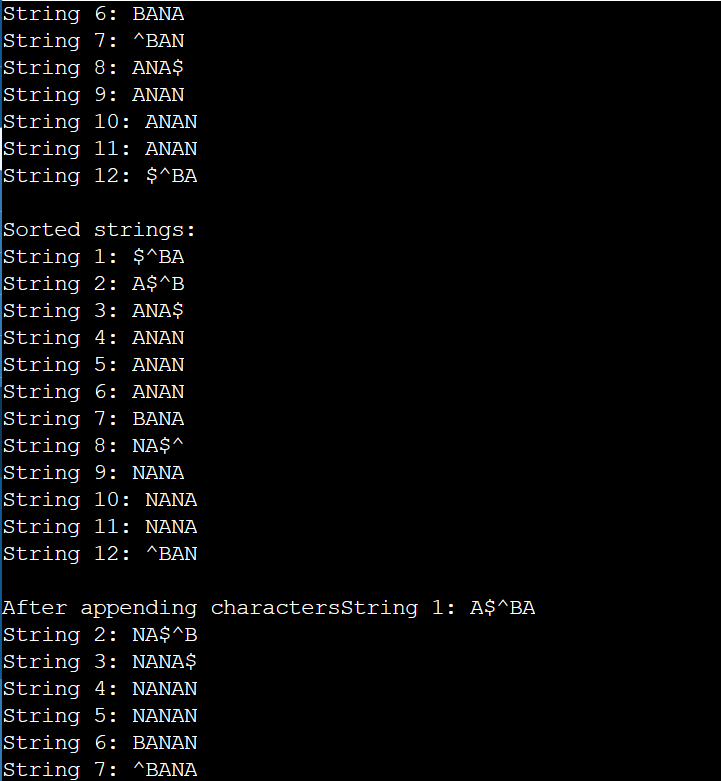 String 6: BANA
String 7: ^BAN
String 8: ANA$
String 9: ANAN
String 10: ANAN
String 11: ANAN
String 12: $^BA
Sorted strings:
String 1: $^BA
String 2: A$^B
String 3: ANA$
String 4: ANAN
String 5: ANAN
String 6: ANAN
String 7: BANA
String 8: NA$^
String 9: NANA
String 10: NANA
String 11: NANA
String 12: ^BAN
After appending charactersString 1: A$^BA
String 2: NA$^B
String 3: NANA$
String 4: NANAN
String 5: NANAN
String 6: BANAN
String 7: ^BANA